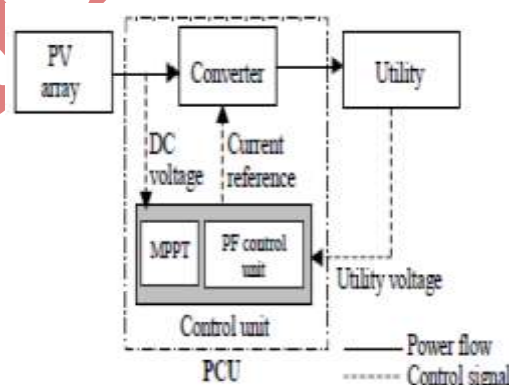 PV
array
Converter
Utility
DC
voltage
Current
reference
MPPT
PF control
unit
Utility voltage
Control unit
PCU
Power flow
Control signal